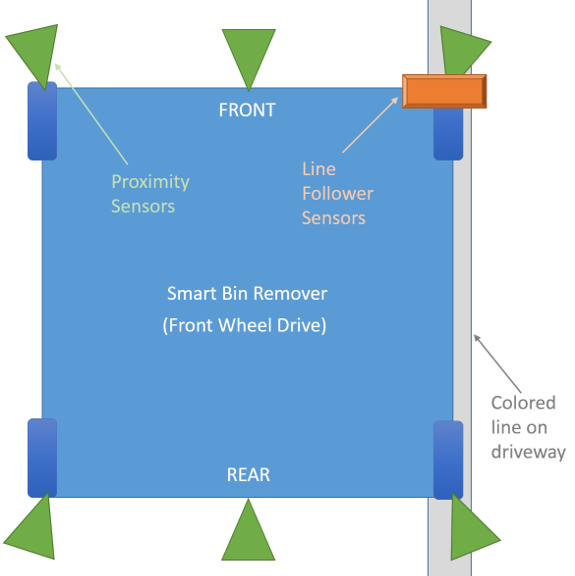 FRONT
Proximity
Sensors
Line
Follower
Sensors
Smart Bin Remover
(Front Wheel Drive)
Colored
line on
driveway
REAR